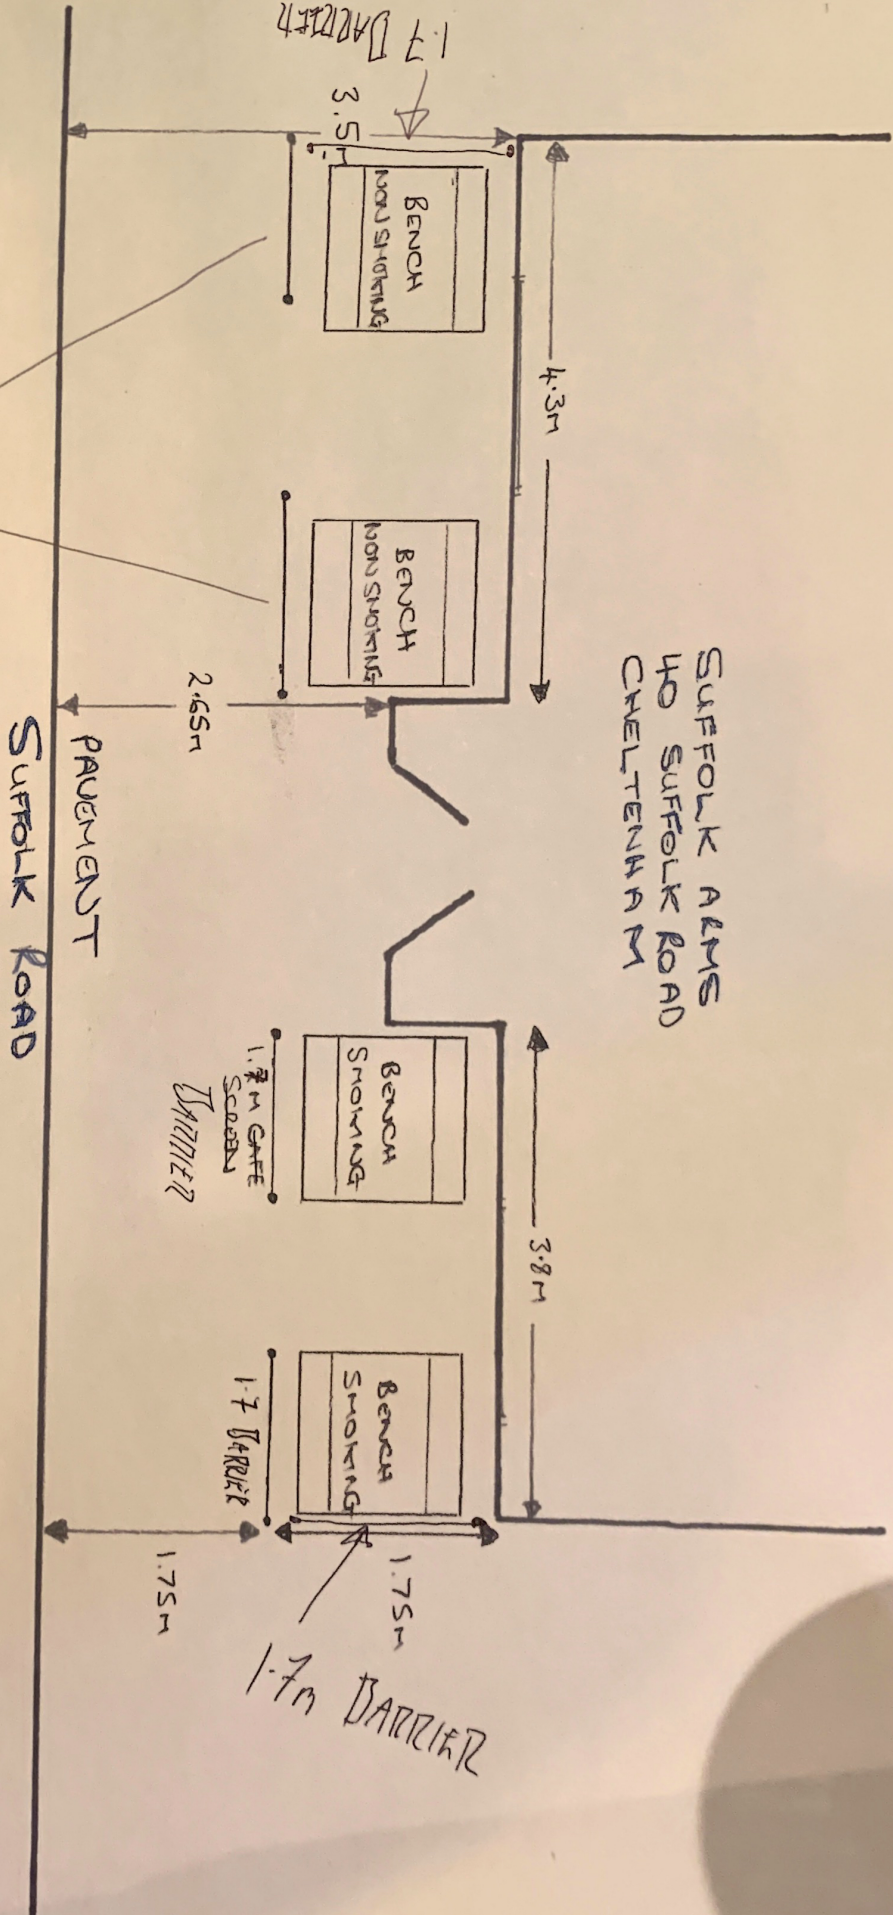 SUFFOLK ARMS
40 SUFFOLK ROAD
CHELTENHAM
1.7 BARRIER
3.5m
4.3M
BENCH
NON SMOKING
BENCH
NON SMOKING
2.65m
BENCH
SMOKING
1.7M CAFE
SCREEN
BARRIER
3.8M
BENCH
SMOKING
1.7 BARRIER
1.75M
1.75M
1.7m BARRIER
PAVEMENT
SUFFOLK ROAD